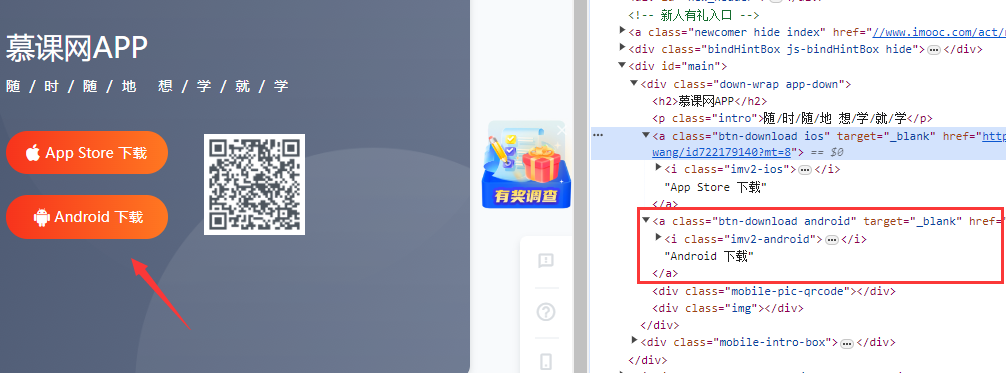 慕课网APP
随 / 时 / 随 / 地 想 / 学 / 就 / 学
App Store 下载
Android 下载
有奖调查
<!-- 新人有礼入口 -->
<a class="newcomer hide index" href="//www.imooc.com/act/
<div class="bindHintBox js-bindHintBox hide"> … </div>
<div id="main">
<div class="down-wrap app-down">
<h2>慕课网APP</h2>
<p class="intro">随/时/随/地 想/学/就/学</p>
<a class="btn-download ios" target="_blank" href="http
wang/id722179140?mt=8"> == $0
<i class="imv2-ios"> … </i>
"App Store 下载"
</a>
<a class="btn-download android" target="_blank" href=
<i class="imv2-android"> … </i>
"Android 下载"
</a>
<div class="mobile-pic-qrcode"></div>
<div class="img"></div>
</div>
<div class="mobile-intro-box"> … </div>
</div>